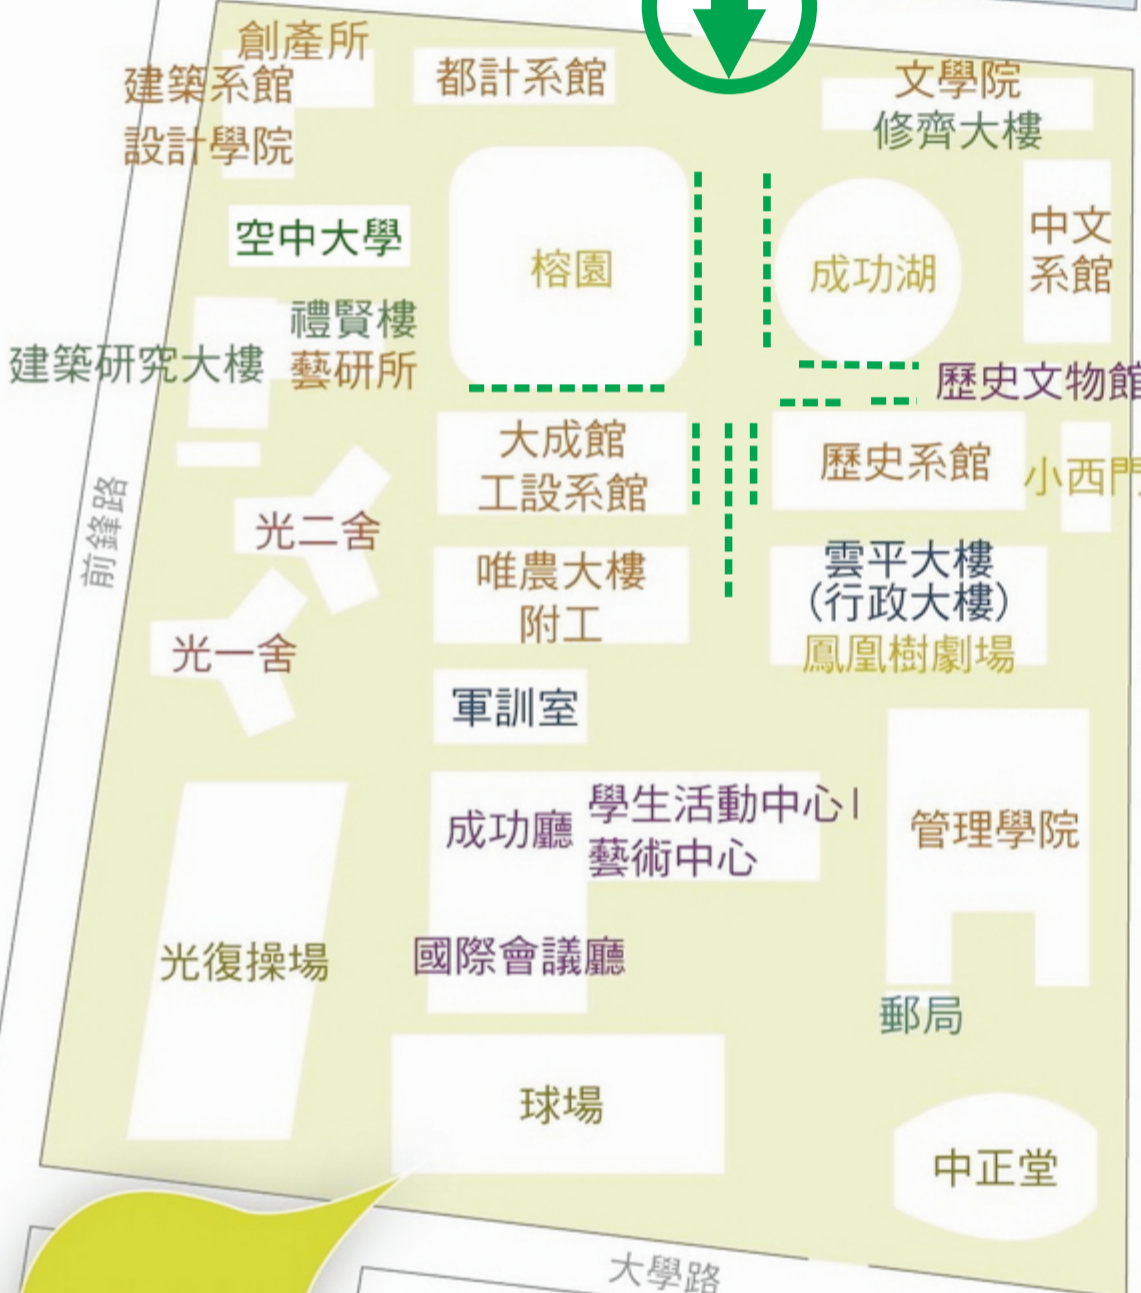 創產所
建築系館
設計學院
都計系館
文學院
修齊大樓
空中大學
榕園
成功湖
中文
系館
禮賢樓
建築研究大樓
藝研所
歷史文物館
大成館
工設系館
歷史系館
小西門
前鋒路
光二舍
唯農大樓
附工
雲平大樓
(行政大樓)
鳳凰樹劇場
光一舍
軍訓室
成功廳
學生活動中心I
藝術中心
管理學院
光復操場
國際會議廳
郵局
球場
中正堂
大學路